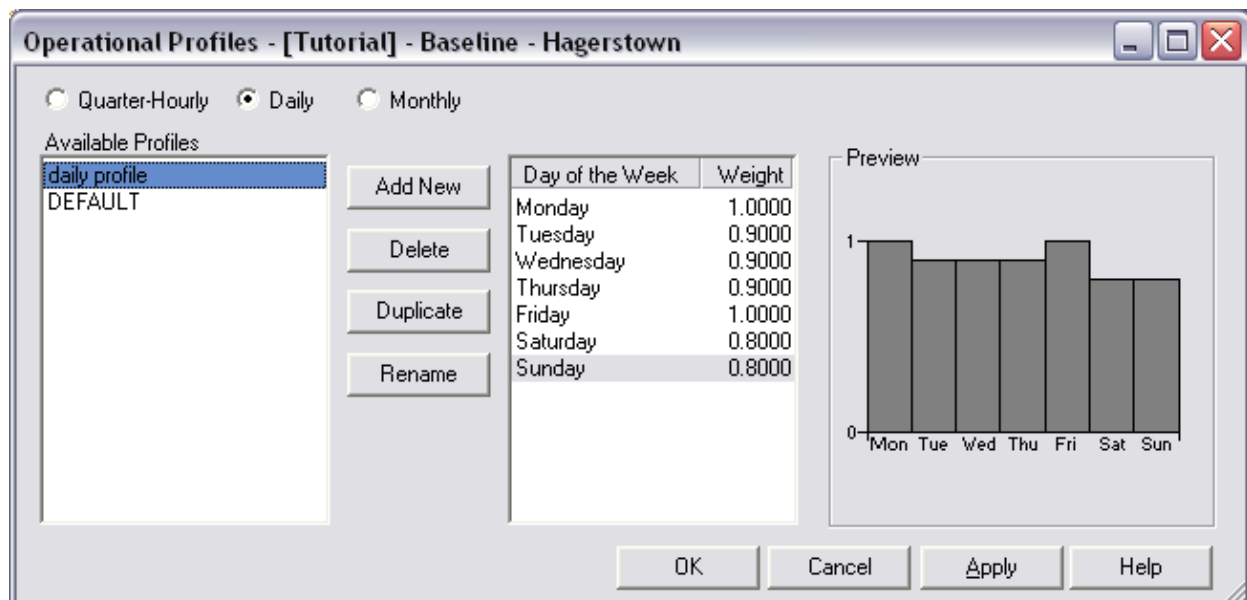 Operational Profiles - [Tutorial] - Baseline - Hagerstown
Quarter-Hourly Daily Monthly
Available Profiles
daily profile
DEFAULT
Add New
Delete
Duplicate
Rename
Day of the Week Weight
Monday 1.0000
Tuesday 0.9000
Wednesday 0.9000
Thursday 0.9000
Friday 1.0000
Saturday 0.8000
Sunday 0.8000
Preview
1
0
Mon Tue Wed Thu Fri Sat Sun
OK Cancel Apply Help